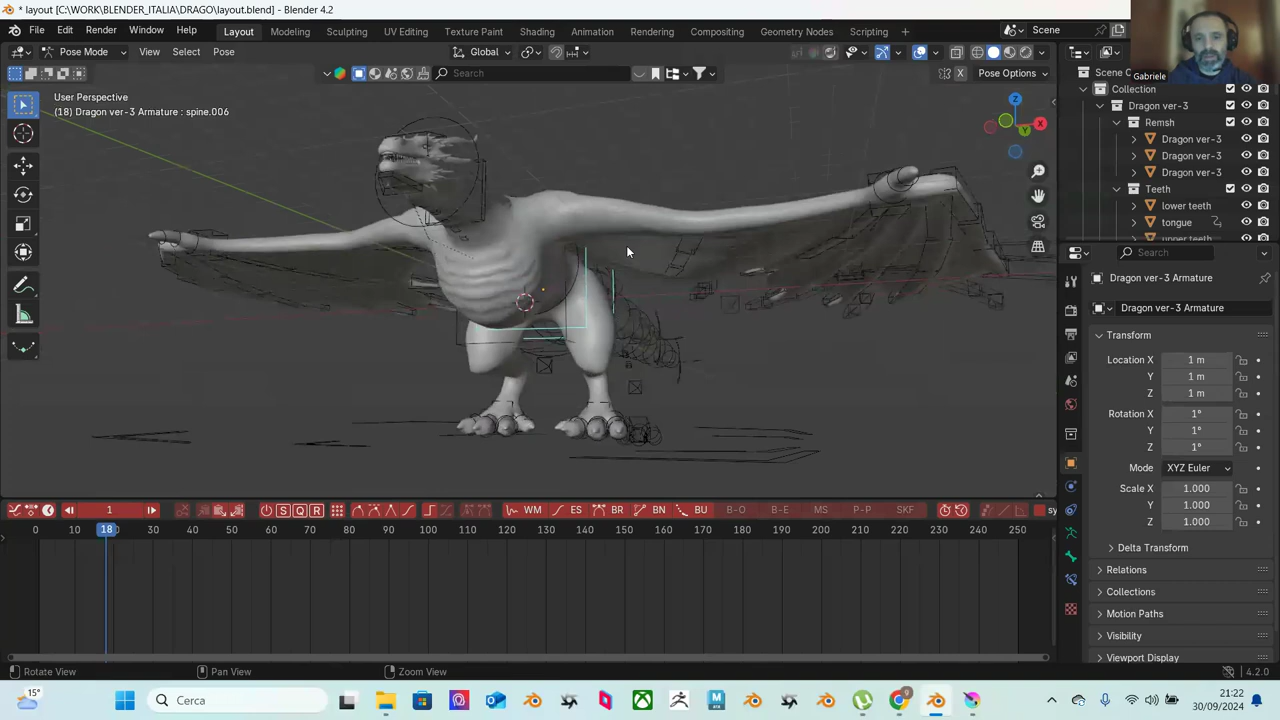 * layout [C:\WORK\BLENDER_ITALIA\DRAGO\layout.blend] - Blender 4.2
File Edit Render Window Help Layout Modeling Sculpting UV Editing Texture Paint Shading Animation Rendering Compositing Geometry Nodes Scripting Scene
Pose Mode View Select Pose Global
Search X Pose Options
Gabriele
User Perspective
(18) Dragon ver-3 Armature : spine.006
Z
X
Y
Scene C
Collection
Dragon ver-3
Remsh
Dragon ver-3
Dragon ver-3
Dragon ver-3
Teeth
lower teeth
tongue
upper teeth
Search
Dragon ver-3 Armature
Dragon ver-3 Armature
Transform
Location X 1 m
Y 1 m
Z 1 m
Rotation X 1°
Y 1°
Z 1°
Mode XYZ Euler
Scale X 1.000
Y 1.000
Z 1.000
Delta Transform
Relations
Collections
Motion Paths
Visibility
Viewport Display
1 S Q R WM ES BR BN BU B-O B-E MS P-P SKF sy
0 10 18 30 40 50 60 70 80 90 100 110 120 130 140 150 160 170 180 190 200 210 220 230 240 250
Rotate View Pan View Zoom View 4.2.0
15° Cerca 21:22
30/09/2024